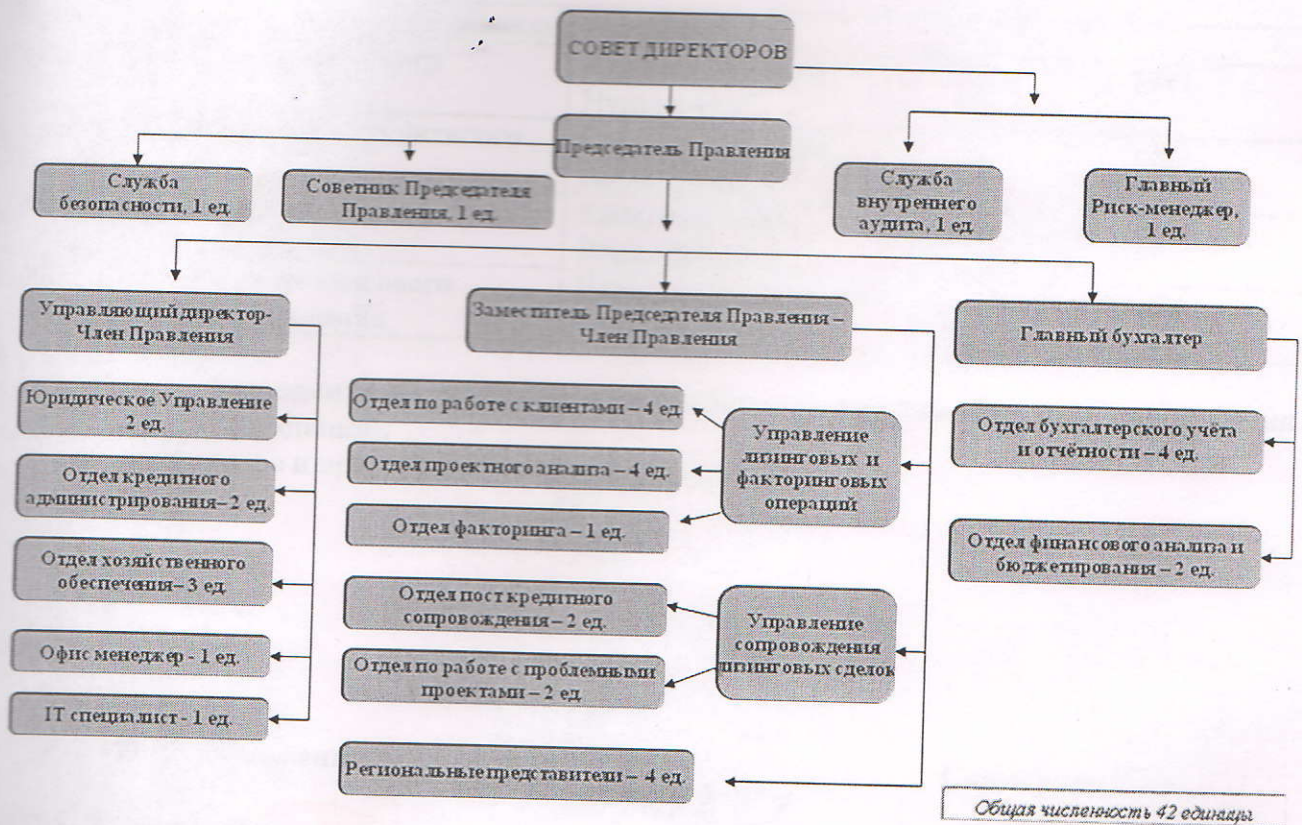 СОВЕТ ДИРЕКТОРОВ
Председатель Правления
Служба
безопасности, 1 ед.
Советник Председателя
Правления, 1 ед.
Служба
внутреннего
аудита, 1 ед.
Главный
Риск-менеджер,
1 ед.
Управляющий директор-
Член Правления
Заместитель Председателя Правления –
Член Правления
Главный бухгалтер
Юридическое Управление
2 ед.
Отдел кредитного
администрирования– 2 ед.
Отдел хозяйственного
обеспечения– 3 ед.
Офис менеджер - 1 ед.
IT специалист - 1 ед.
Отдел по работе с клиентами – 4 ед.
Отдел проектного анализа – 4 ед.
Отдел факторинга – 1 ед.
Управление
лизинговых и
факторинговых
операций
Отдел пост кредитного
сопровождения – 2 ед.
Отдел по работе с проблемными
проектами – 2 ед
Управление
сопровождения
лизинговых сделок
Региональные представители – 4 ед.
Отдел бухгалтерского учёта
и отчётности – 4 ед.
Отдел финансового анализа и
бюджетирования – 2 ед.
Общая численность 42 единицы